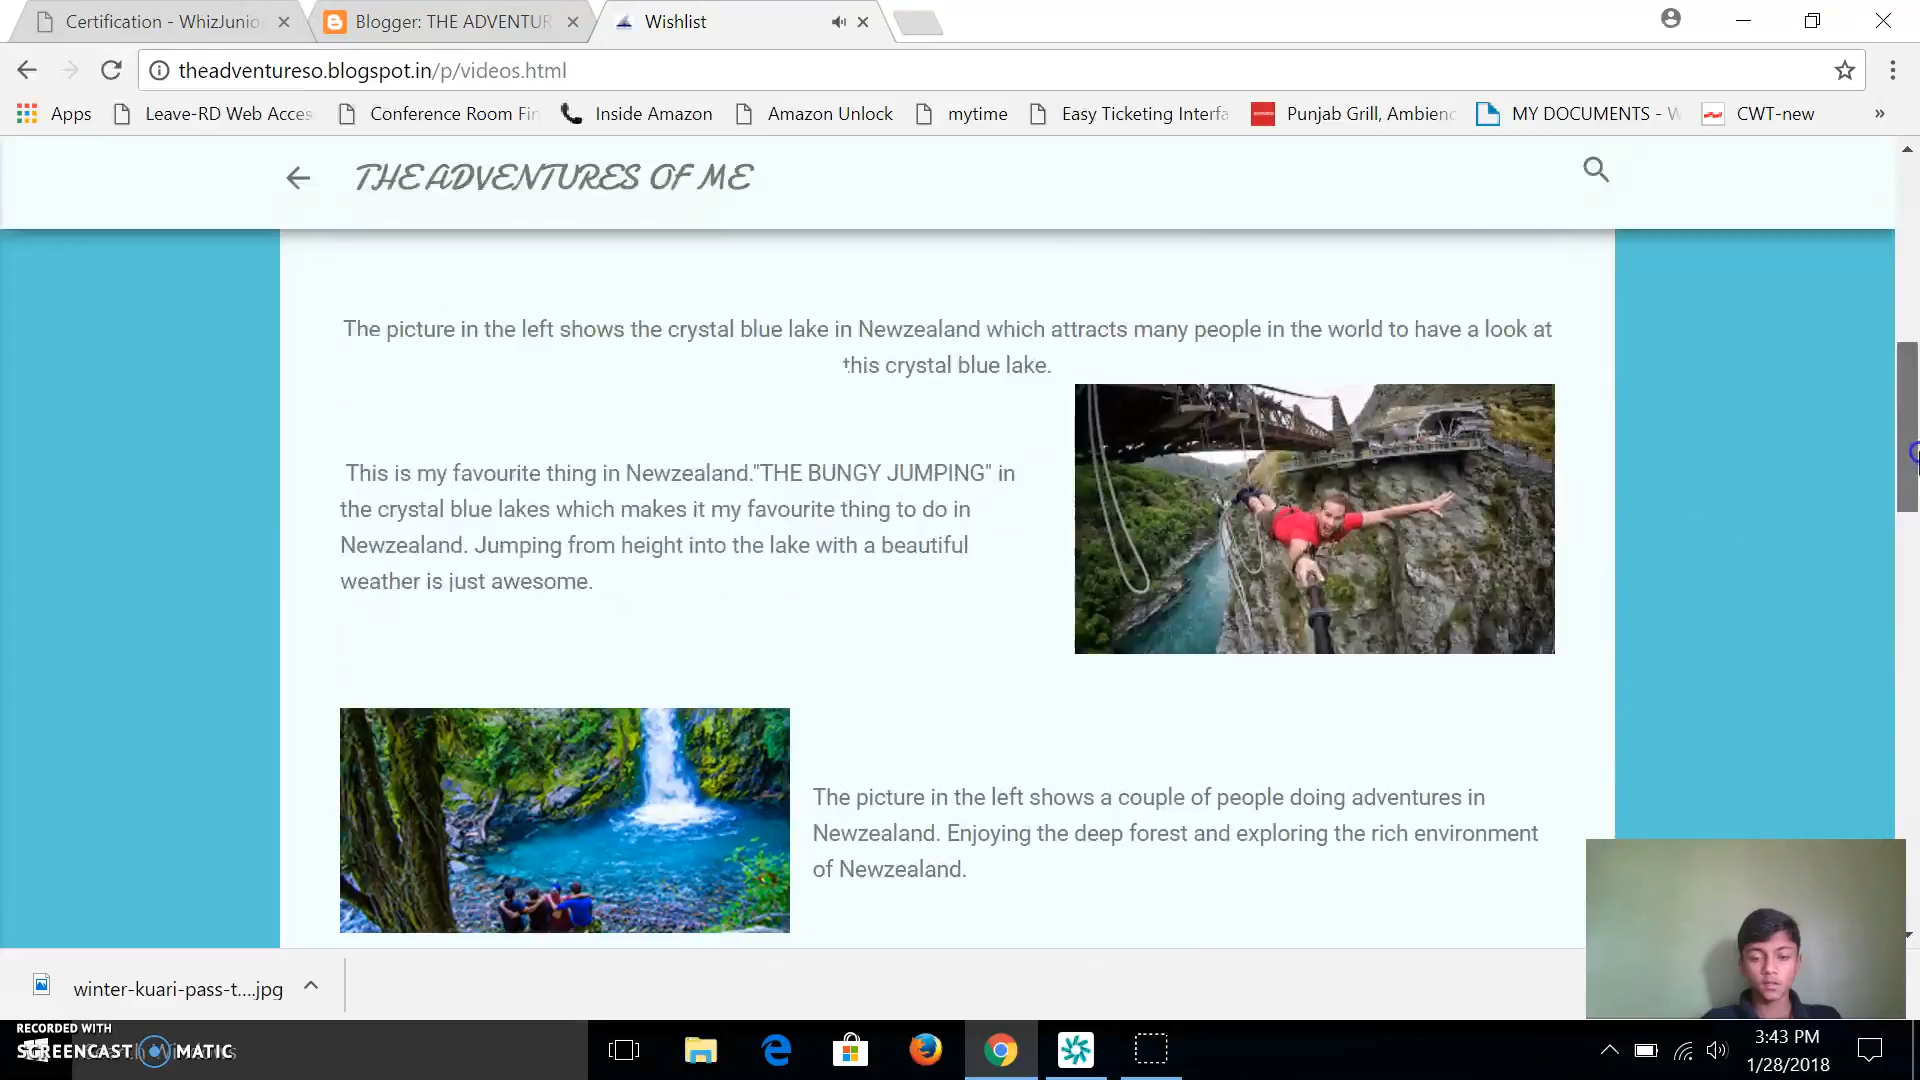 Certification - WhizJunio
Blogger: THE ADVENTUR
Wishlist
theadventureso.blogspot.in/p/videos.html
Apps
Leave-RD Web Acces
Conference Room Fir
Inside Amazon
Amazon Unlock
mytime
Easy Ticketing Interfa
Punjab Grill, Ambienc
MY DOCUMENTS - W
CWT-new
»
THE ADVENTURES OF ME
The picture in the left shows the crystal blue lake in Newzealand which attracts many people in the world to have a look at
this crystal blue lake.
This is my favourite thing in Newzealand."THE BUNGY JUMPING" in
the crystal blue lakes which makes it my favourite thing to do in
Newzealand. Jumping from height into the lake with a beautiful
weather is just awesome.
The picture in the left shows a couple of people doing adventures in
Newzealand. Enjoying the deep forest and exploring the rich environment
of Newzealand.
winter-kuari-pass-t....jpg
RECORDED WITH
SCREENCAST MATIC
3:43 PM
1/28/2018